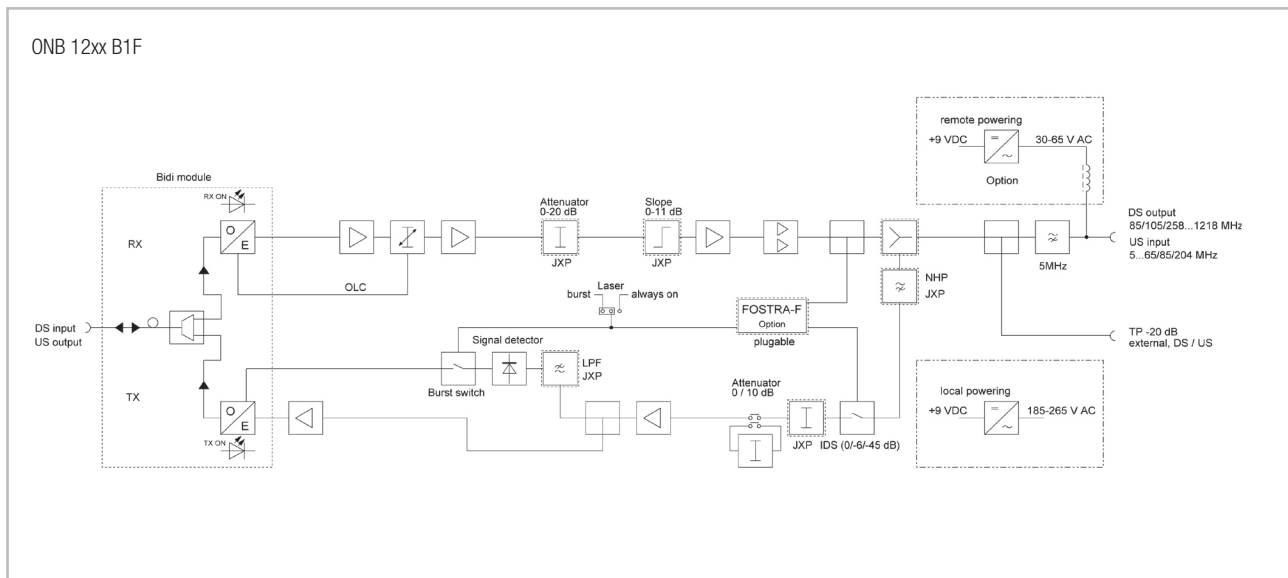 ONB 12xx B1F
remote powering
+9 VDC
30-65 V AC
Option
Bidi module
RX ON
RX
O
E
OLC
Attenuator
0-20 dB
JXP
Slope
0-11 dB
JXP
DS output
85/105/258...1218 MHz
US input
5...65/85/204 MHz
5MHz
NHP
JXP
Laser
burst
always on
FOSTRA-F
Option
plugable
DS input
US output
TP -20 dB
external, DS / US
Signal detector
Burst switch
LPF
JXP
TX
O
E
TX ON
Attenuator
0 / 10 dB
JXP
IDS (0/-6/-45 dB)
local powering
+9 VDC
185-265 V AC